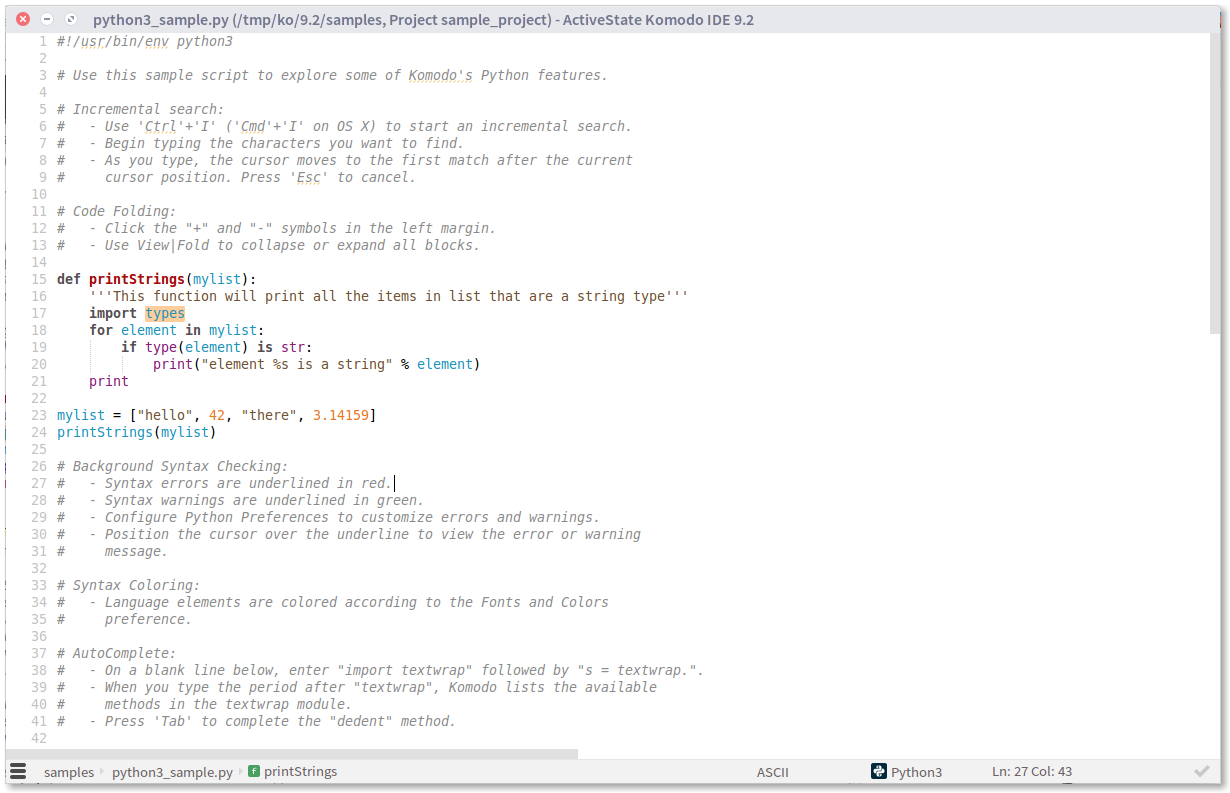 python3_sample.py (/tmp/ko/9.2/samples, Project sample_project) - ActiveState Komodo IDE 9.2
1 #!/usr/bin/env python3
2
3 # Use this sample script to explore some of Komodo's Python features.
4
5 # Incremental search:
6 #   - Use 'Ctrl'+'I' ('Cmd'+'I' on OS X) to start an incremental search.
7 #   - Begin typing the characters you want to find.
8 #   - As you type, the cursor moves to the first match after the current
9 #     cursor position. Press 'Esc' to cancel.
10
11 # Code Folding:
12 #   - Click the "+" and "-" symbols in the left margin.
13 #   - Use View|Fold to collapse or expand all blocks.
14
15 def printStrings(mylist):
16     '''This function will print all the items in list that are a string type'''
17     import types
18     for element in mylist:
19         if type(element) is str:
20             print("element %s is a string" % element)
21     print
22
23 mylist = ["hello", 42, "there", 3.14159]
24 printStrings(mylist)
25
26 # Background Syntax Checking:
27 #   - Syntax errors are underlined in red.
28 #   - Syntax warnings are underlined in green.
29 #   - Configure Python Preferences to customize errors and warnings.
30 #   - Position the cursor over the underline to view the error or warning
31 #     message.
32
33 # Syntax Coloring:
34 #   - Language elements are colored according to the Fonts and Colors
35 #     preference.
36
37 # AutoComplete:
38 #   - On a blank line below, enter "import textwrap" followed by "s = textwrap.".
39 #   - When you type the period after "textwrap", Komodo lists the available
40 #     methods in the textwrap module.
41 #   - Press 'Tab' to complete the "dedent" method.
42
samples python3_sample.py f printStrings ASCII Python3 Ln: 27 Col: 43